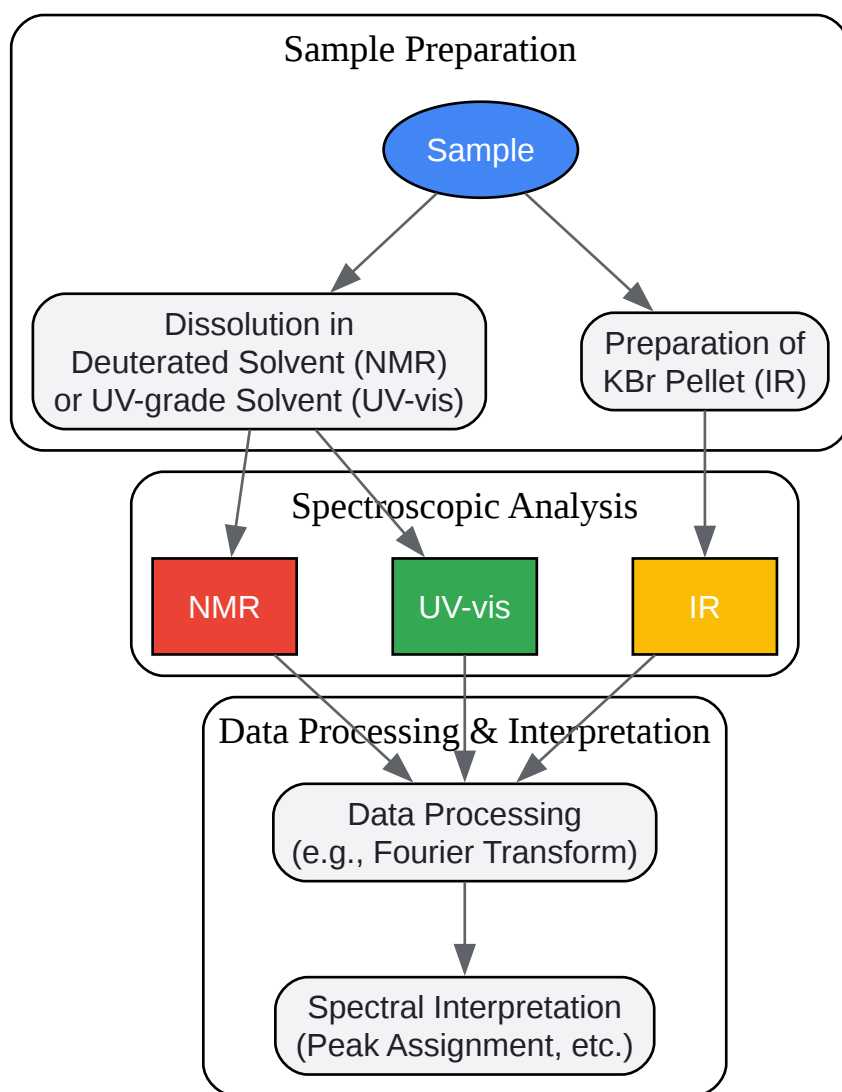 Sample Preparation
Sample
Dissolution in
Deuterated Solvent (NMR)
or UV-grade Solvent (UV-vis)
Preparation of
KBr Pellet (IR)
Spectroscopic Analysis
NMR
UV-vis
IR
Data Processing & Interpretation
Data Processing
(e.g., Fourier Transform)
Spectral Interpretation
(Peak Assignment, etc.)